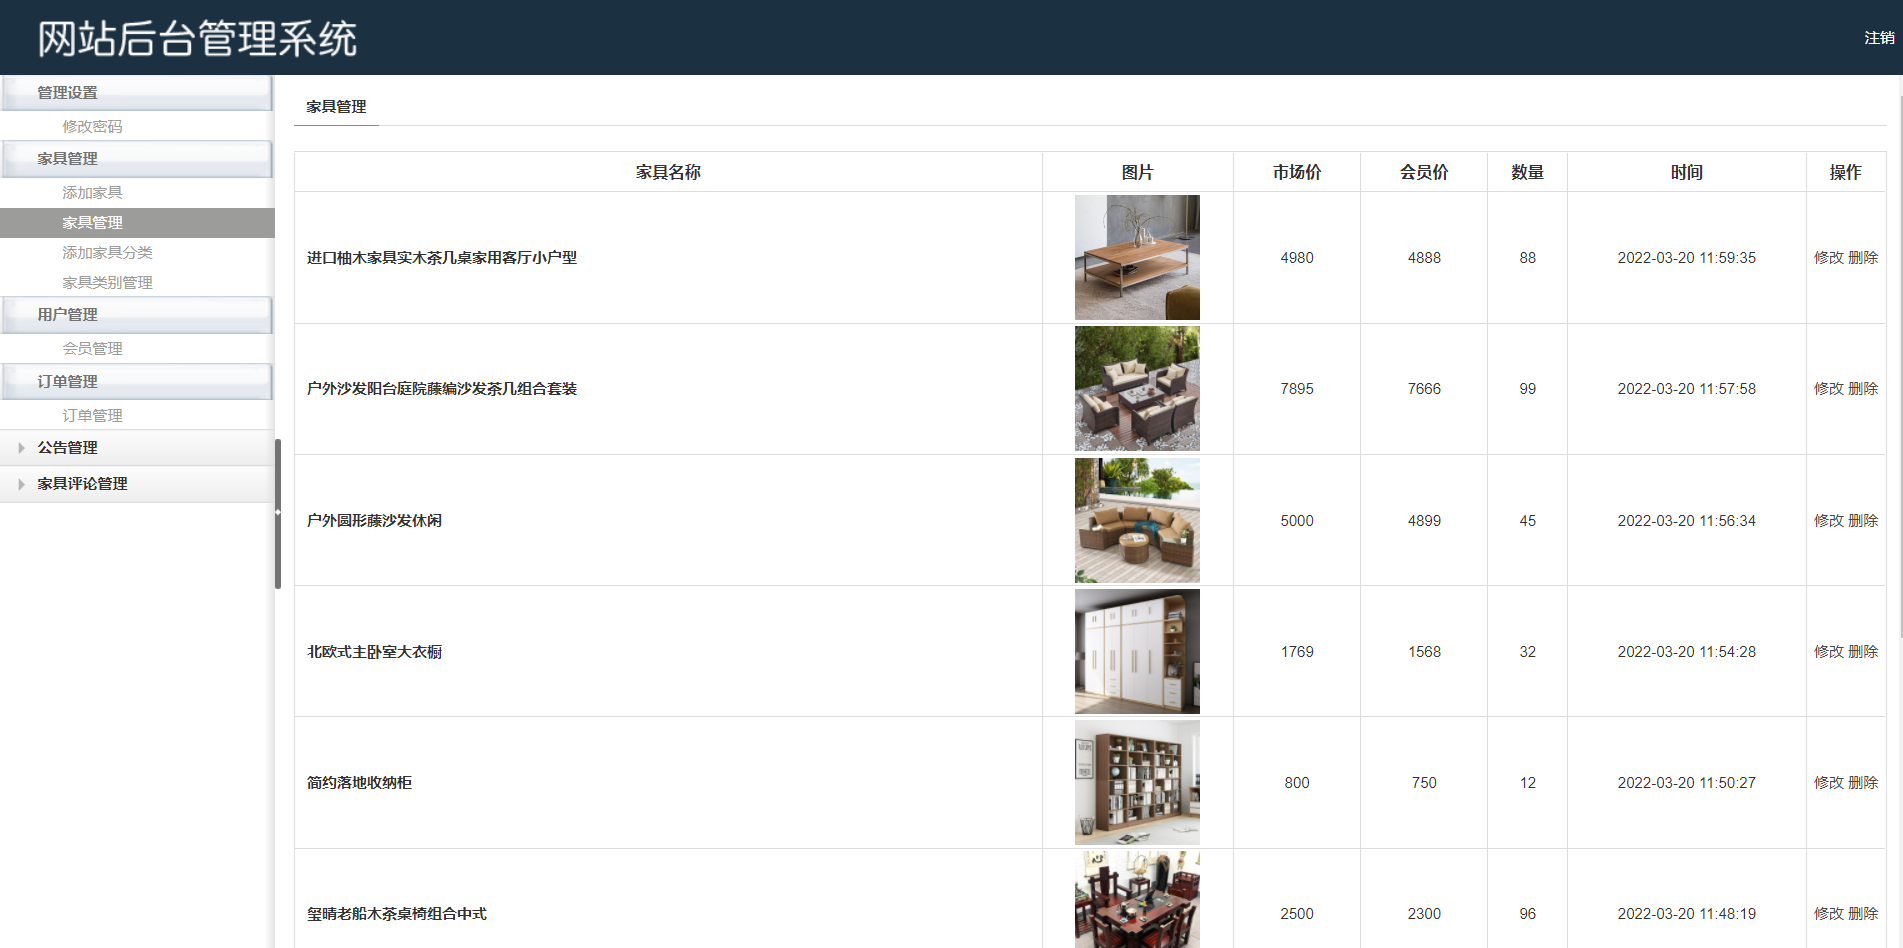 网站后台管理系统
注销
管理设置
修改密码
家具管理
添加家具
家具管理
添加家具分类
家具类别管理
用户管理
会员管理
订单管理
订单管理
公告管理
家具评论管理
家具管理
家具名称 图片 市场价 会员价 数量 时间 操作
进口柚木家具实木茶几桌家用客厅小户型 4980 4888 88 2022-03-20 11:59:35 修改 删除
户外沙发阳台庭院藤编沙发茶几组合套装 7895 7666 99 2022-03-20 11:57:58 修改 删除
户外圆形藤沙发休闲 5000 4899 45 2022-03-20 11:56:34 修改 删除
北欧式主卧室大衣橱 1769 1568 32 2022-03-20 11:54:28 修改 删除
简约落地收纳柜 800 750 12 2022-03-20 11:50:27 修改 删除
玺晴老船木茶桌椅组合中式 2500 2300 96 2022-03-20 11:48:19 修改 删除